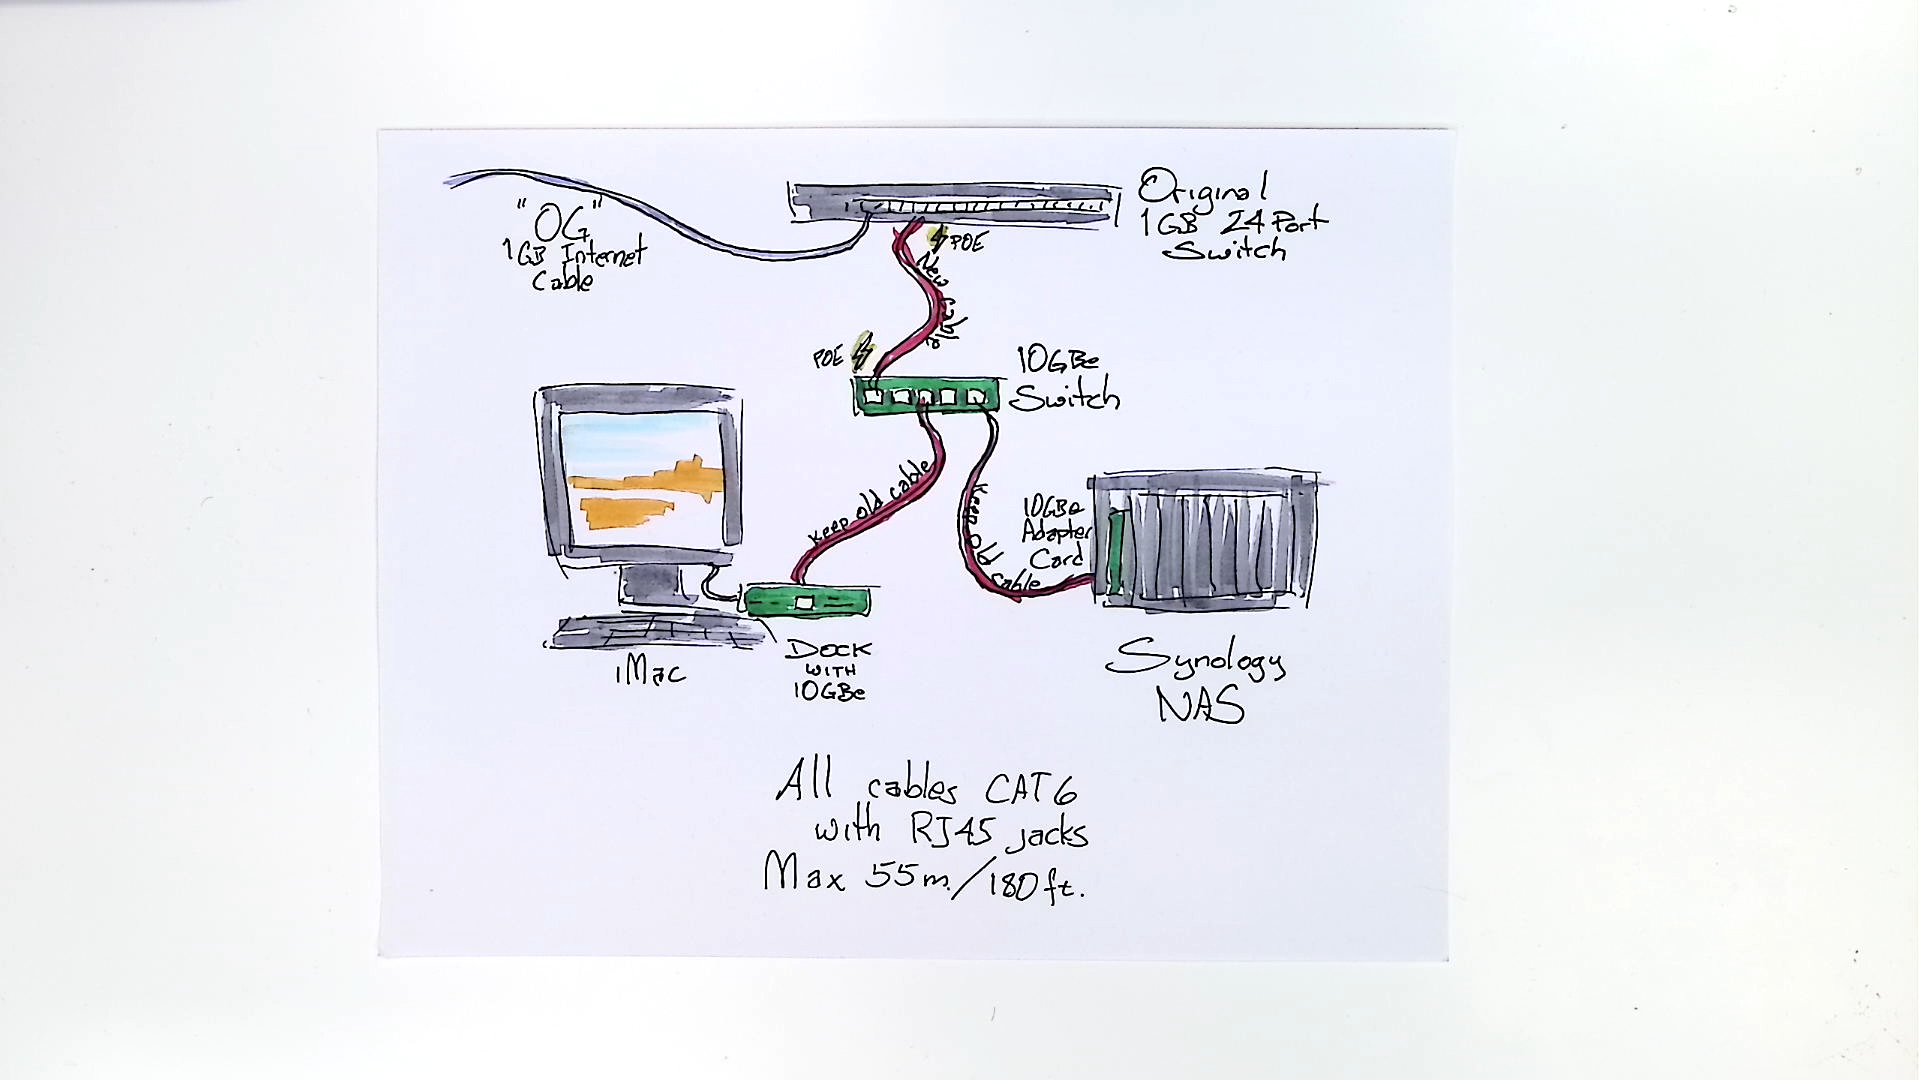 "OG"
1GB Internet
Cable
Original
1GB 24 Port
Switch
POE
New Cable
POE
10GBe
Switch
Keep old cable
Keep old cable
10GBe
Adapter
Card
iMac
DOCK
WITH
10GBe
Synology
NAS
All cables CAT6
with RJ45 jacks
Max 55m./180ft.